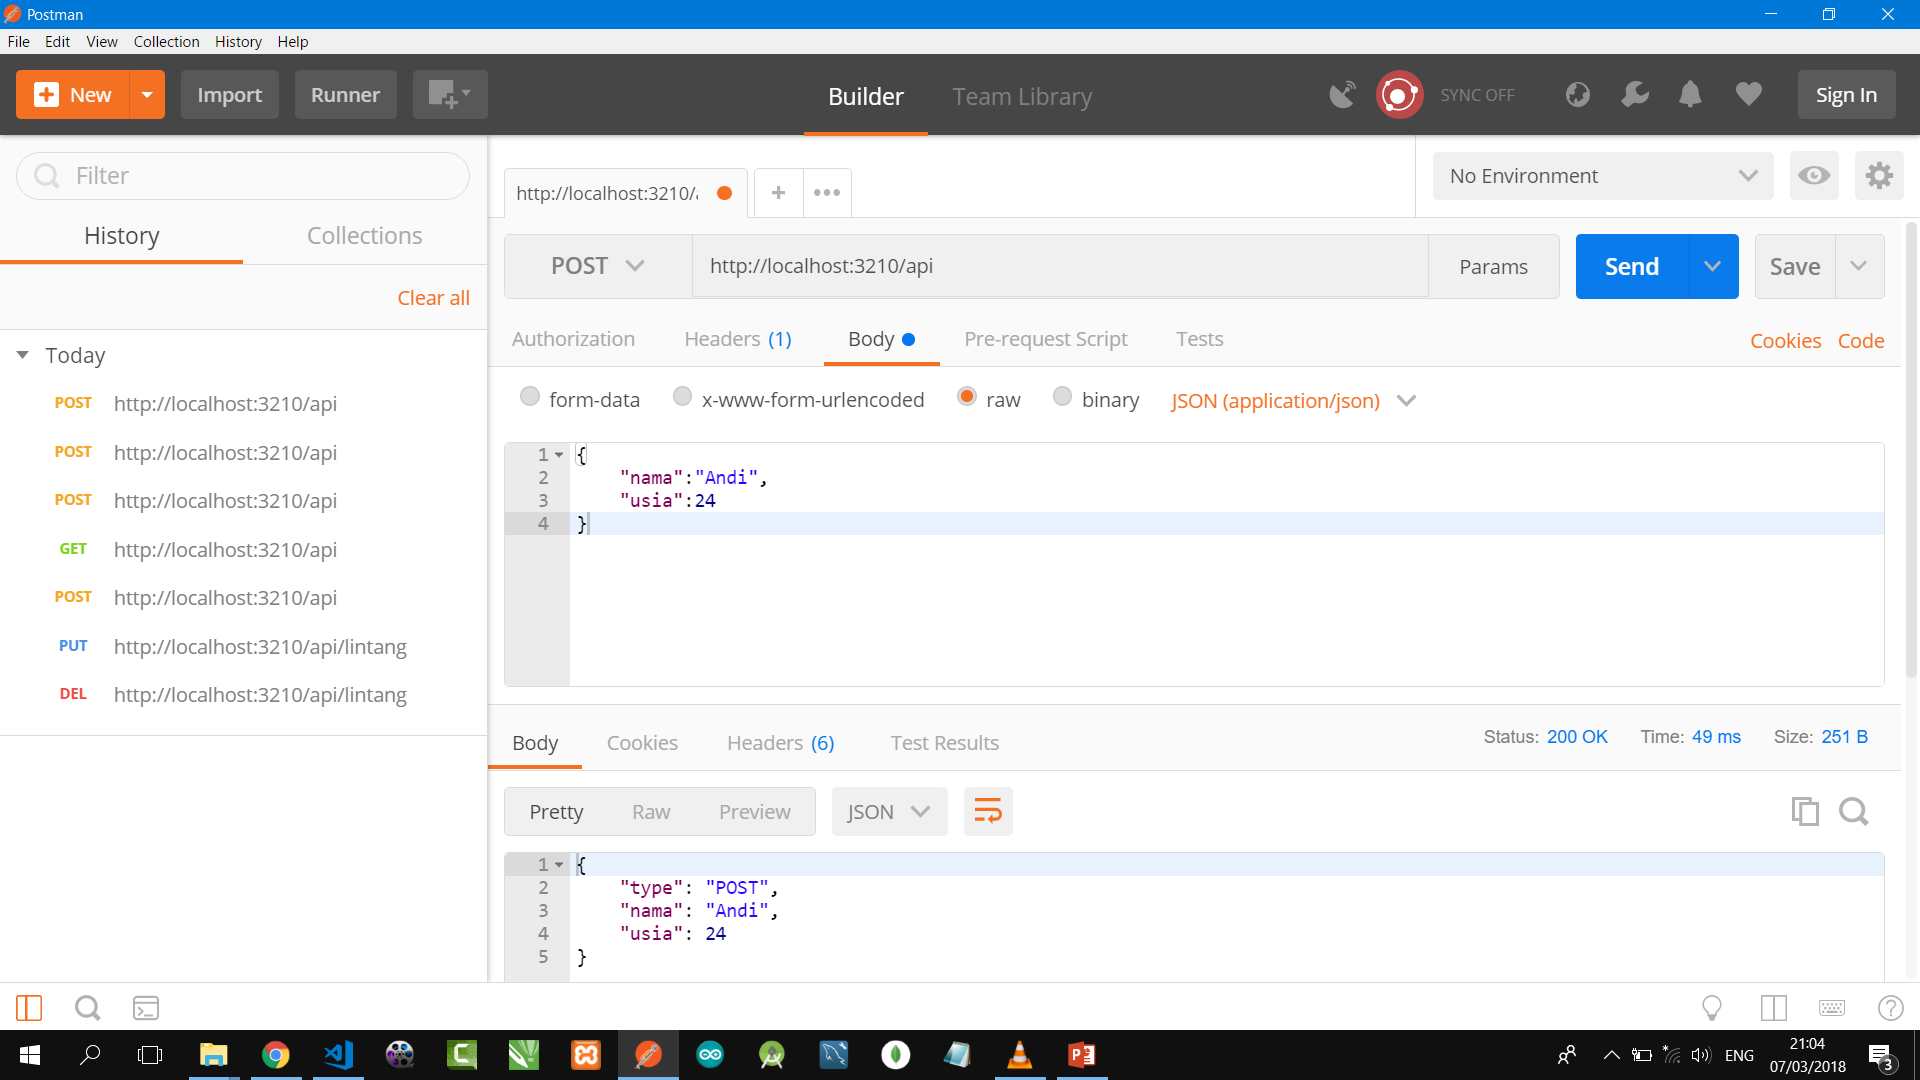 Postman
File Edit View Collection History Help
New Import Runner Builder Team Library SYNC OFF Sign In
Filter
History Collections
Clear all
Today
POST http://localhost:3210/api
POST http://localhost:3210/api
POST http://localhost:3210/api
GET http://localhost:3210/api
POST http://localhost:3210/api
PUT http://localhost:3210/api/lintang
DEL http://localhost:3210/api/lintang
http://localhost:3210/ No Environment
POST http://localhost:3210/api Params Send Save
Authorization Headers (1) Body Pre-request Script Tests Cookies Code
form-data x-www-form-urlencoded raw binary JSON (application/json)
1 {
2 "nama":"Andi",
3 "usia":24
4 }
Body Cookies Headers (6) Test Results Status: 200 OK Time: 49 ms Size: 251 B
Pretty Raw Preview JSON
1 {
2 "type": "POST",
3 "nama": "Andi",
4 "usia": 24
5 }
ENG 21:04
07/03/2018 3